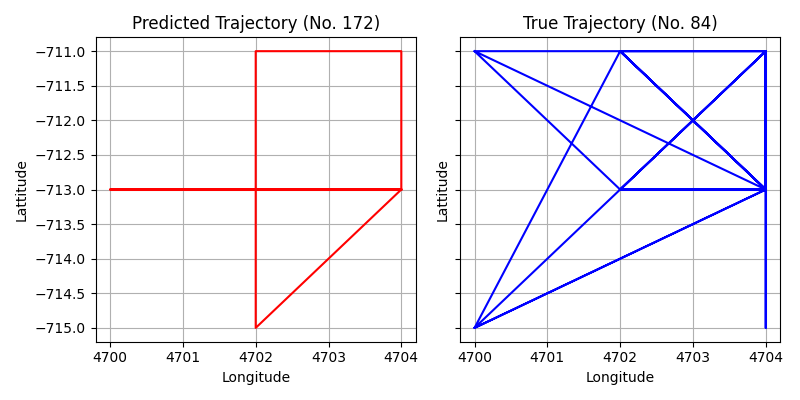 Predicted Trajectory (No. 172)
True Trajectory (No. 84)
Lattitude
−711.0
−711.5
−712.0
−712.5
−713.0
−713.5
−714.0
−714.5
−715.0
4700 4701 4702 4703 4704
Longitude
Lattitude
4700 4701 4702 4703 4704
Longitude